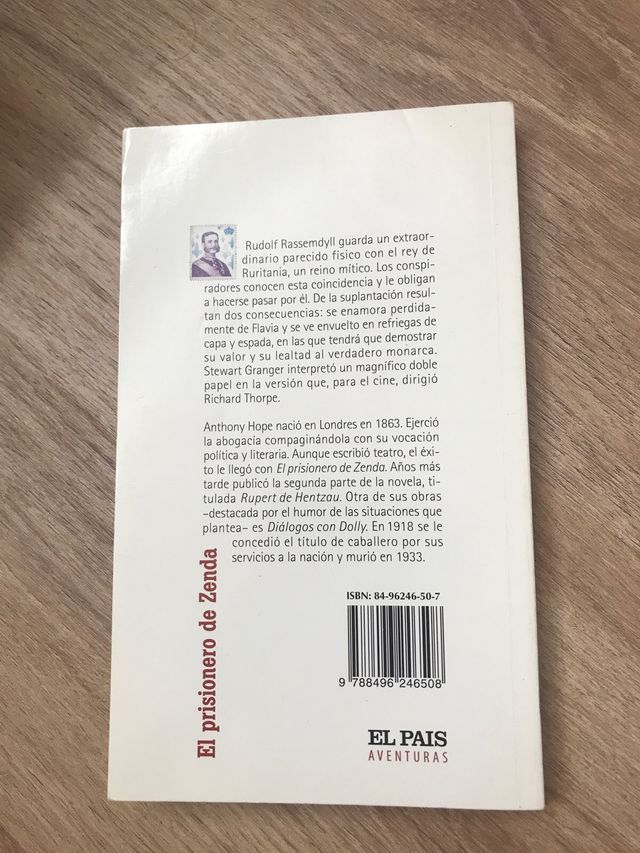 Rudolf Rassemdyll guarda un extraor-
dinario parecido físico con el rey de
Ruritania, un reino mítico. Los conspi-
radores conocen esta coincidencia y le obligan
a hacerse pasar por él. De la suplantación resul-
tan dos consecuencias: se enamora perdida-
mente de Flavia y se ve envuelto en refriegas de
capa y espada, en las que tendrá que demostrar
su valor y su lealtad al verdadero monarca.
Stewart Granger interpretó un magnífico doble
papel en la versión que, para el cine, dirigió
Richard Thorpe.
Anthony Hope nació en Londres en 1863. Ejerció
la abogacía compaginándola con su vocación
política y literaria. Aunque escribió teatro, el éxi-
to le llegó con El prisionero de Zenda. Años más
tarde publicó la segunda parte de la novela, ti-
tulada Rupert de Hentzau. Otra de sus obras
–destacada por el humor de las situaciones que
plantea– es Diálogos con Dolly. En 1918 se le
concedió el título de caballero por sus
servicios a la nación y murió en 1933.
El prisionero de Zenda
ISBN: 84-96246-50-7
9 788496 246508
EL PAIS
AVENTURAS